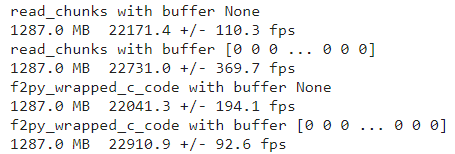 read_chunks with buffer None
1287.0 MB  22171.4 +/- 110.3 fps
read_chunks with buffer [0 0 0 ... 0 0 0]
1287.0 MB  22731.0 +/- 369.7 fps
f2py_wrapped_c_code with buffer None
1287.0 MB  22041.3 +/- 194.1 fps
f2py_wrapped_c_code with buffer [0 0 0 ... 0 0 0]
1287.0 MB  22910.9 +/- 92.6 fps